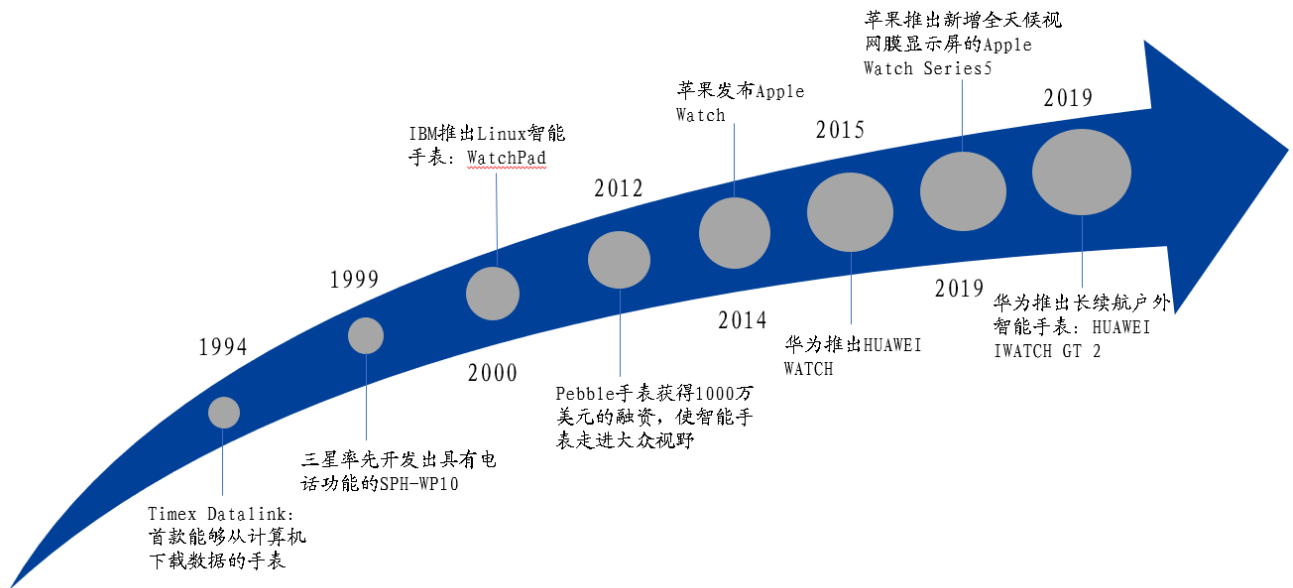 1994
Timex Datalink:
首款能够从计算机
下载数据的手表
1999
三星率先开发出具有电
话功能的SPH-WP10
IBM推出Linux智能
手表：WatchPad
2000
2012
Pebble手表获得1000万
美元的融资，使智能手
表走进大众视野
苹果发布Apple
Watch
2014
2015
华为推出HUAWEI
WATCH
苹果推出新增全天候视
网膜显示屏的Apple
Watch Series5
2019
2019
华为推出长续航户外
智能手表：HUAWEI
IWATCH GT 2